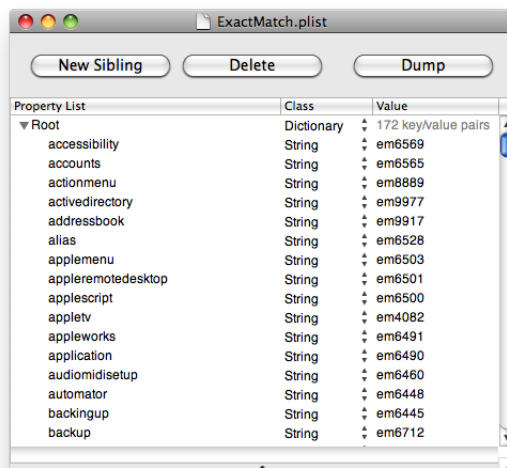 ExactMatch.plist
New Sibling Delete Dump
Property List Class Value
Root Dictionary 172 key/value pairs
accessibility String em6569
accounts String em6565
actionmenu String em8889
activedirectory String em9977
addressbook String em9917
alias String em6528
applemenu String em6503
appleremotedesktop String em6501
applescript String em6500
appletv String em4082
appleworks String em6491
application String em6490
audiomidisetup String em6460
automator String em6448
backingup String em6445
backup String em6712